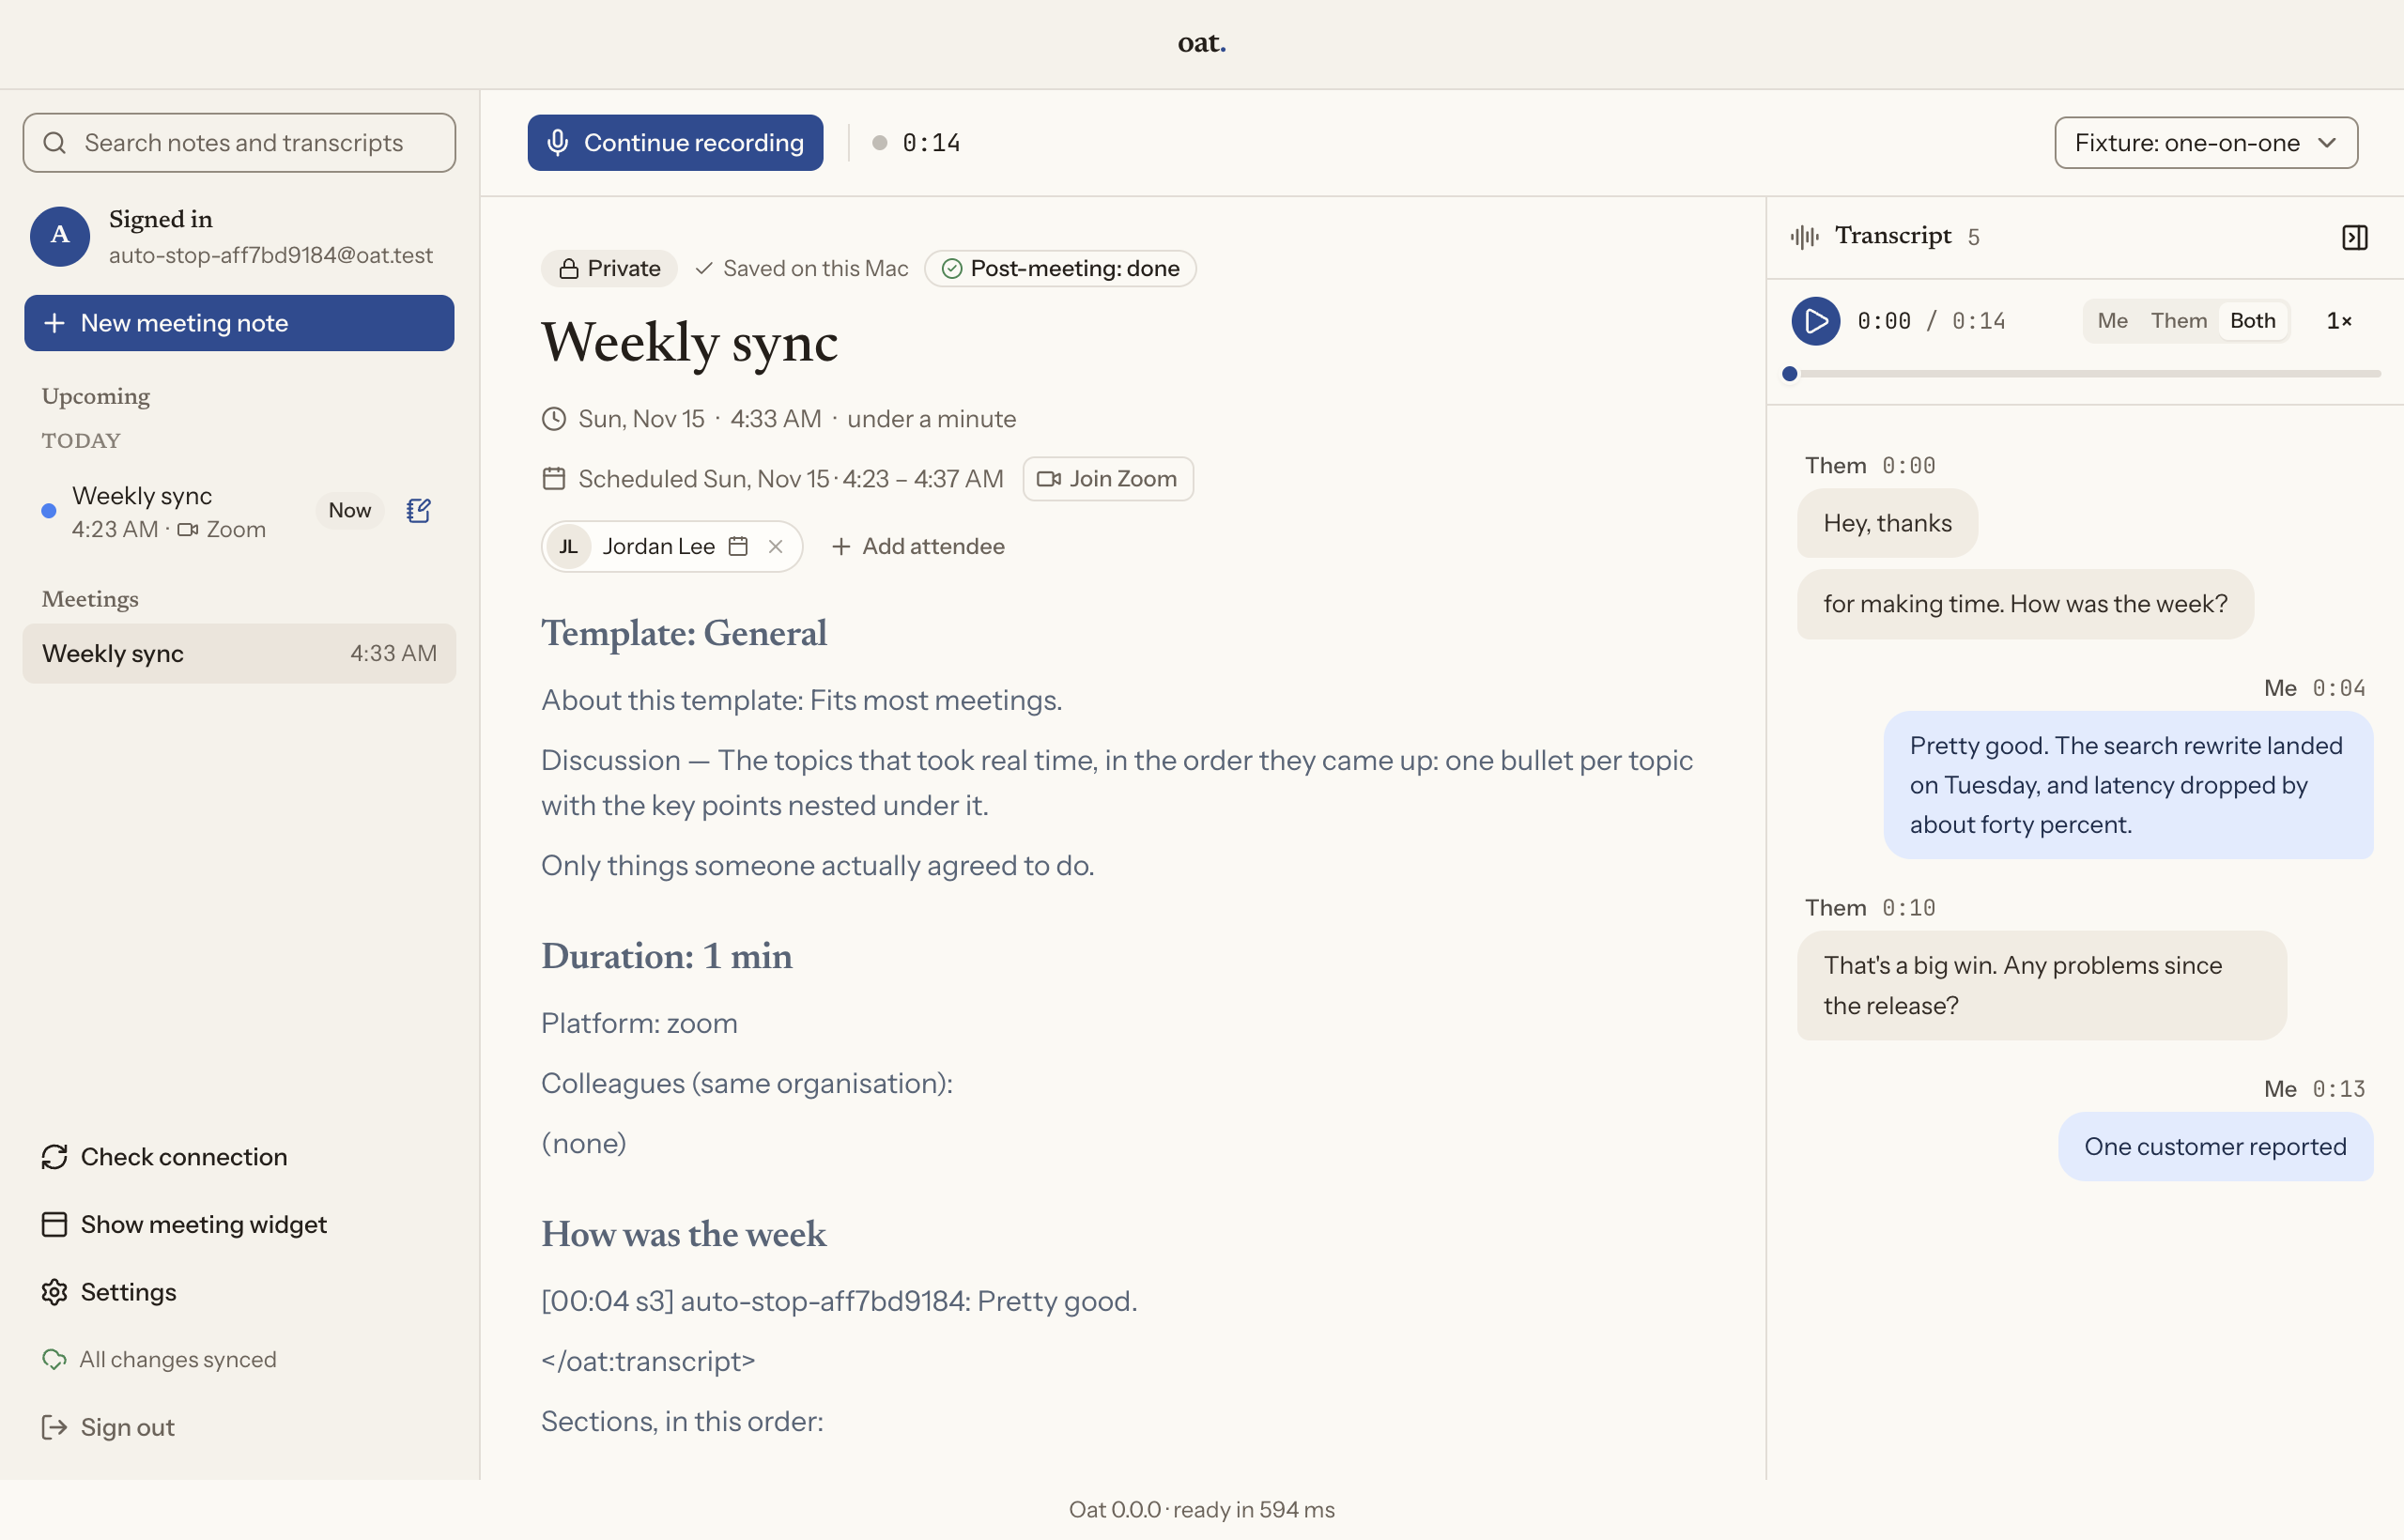 oat.
Search notes and transcripts
A
Signed in
auto-stop-aff7bd9184@oat.test
New meeting note
Upcoming
TODAY
Weekly sync
4:23 AM · Zoom
Now
Meetings
Weekly sync 4:33 AM
Check connection
Show meeting widget
Settings
All changes synced
Sign out
Continue recording
0:14
Fixture: one-on-one
Private
Saved on this Mac
Post-meeting: done
Weekly sync
Sun, Nov 15 · 4:33 AM · under a minute
Scheduled Sun, Nov 15 · 4:23 – 4:37 AM
Join Zoom
JL
Jordan Lee
Add attendee
Template: General
About this template: Fits most meetings.
Discussion — The topics that took real time, in the order they came up: one bullet per topic
with the key points nested under it.
Only things someone actually agreed to do.
Duration: 1 min
Platform: zoom
Colleagues (same organisation):
(none)
How was the week
[00:04 s3] auto-stop-aff7bd9184: Pretty good.
</oat:transcript>
Sections, in this order:
Transcript 5
0:00 / 0:14
Me Them Both
1×
Them 0:00
Hey, thanks
for making time. How was the week?
Me 0:04
Pretty good. The search rewrite landed
on Tuesday, and latency dropped by
about forty percent.
Them 0:10
That's a big win. Any problems since
the release?
Me 0:13
One customer reported
Oat 0.0.0 · ready in 594 ms